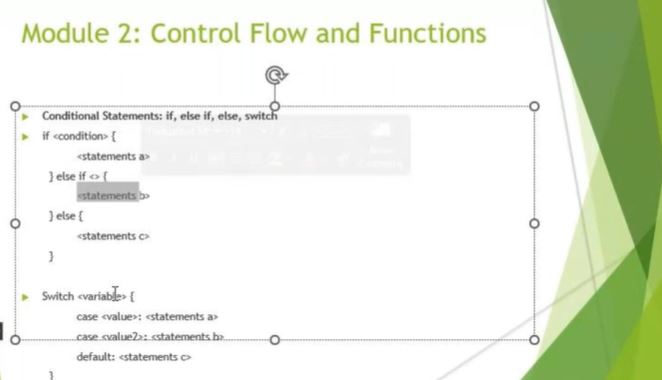 Module 2: Control Flow and Functions
Conditional Statements: if, else if, else, switch
if <condition> {
<statements a>
} else if <> {
<statements b>
} else {
<statements c>
}
Switch <variable> {
case <value>: <statements a>
case <value2>: <statements b>
default: <statements c>
}